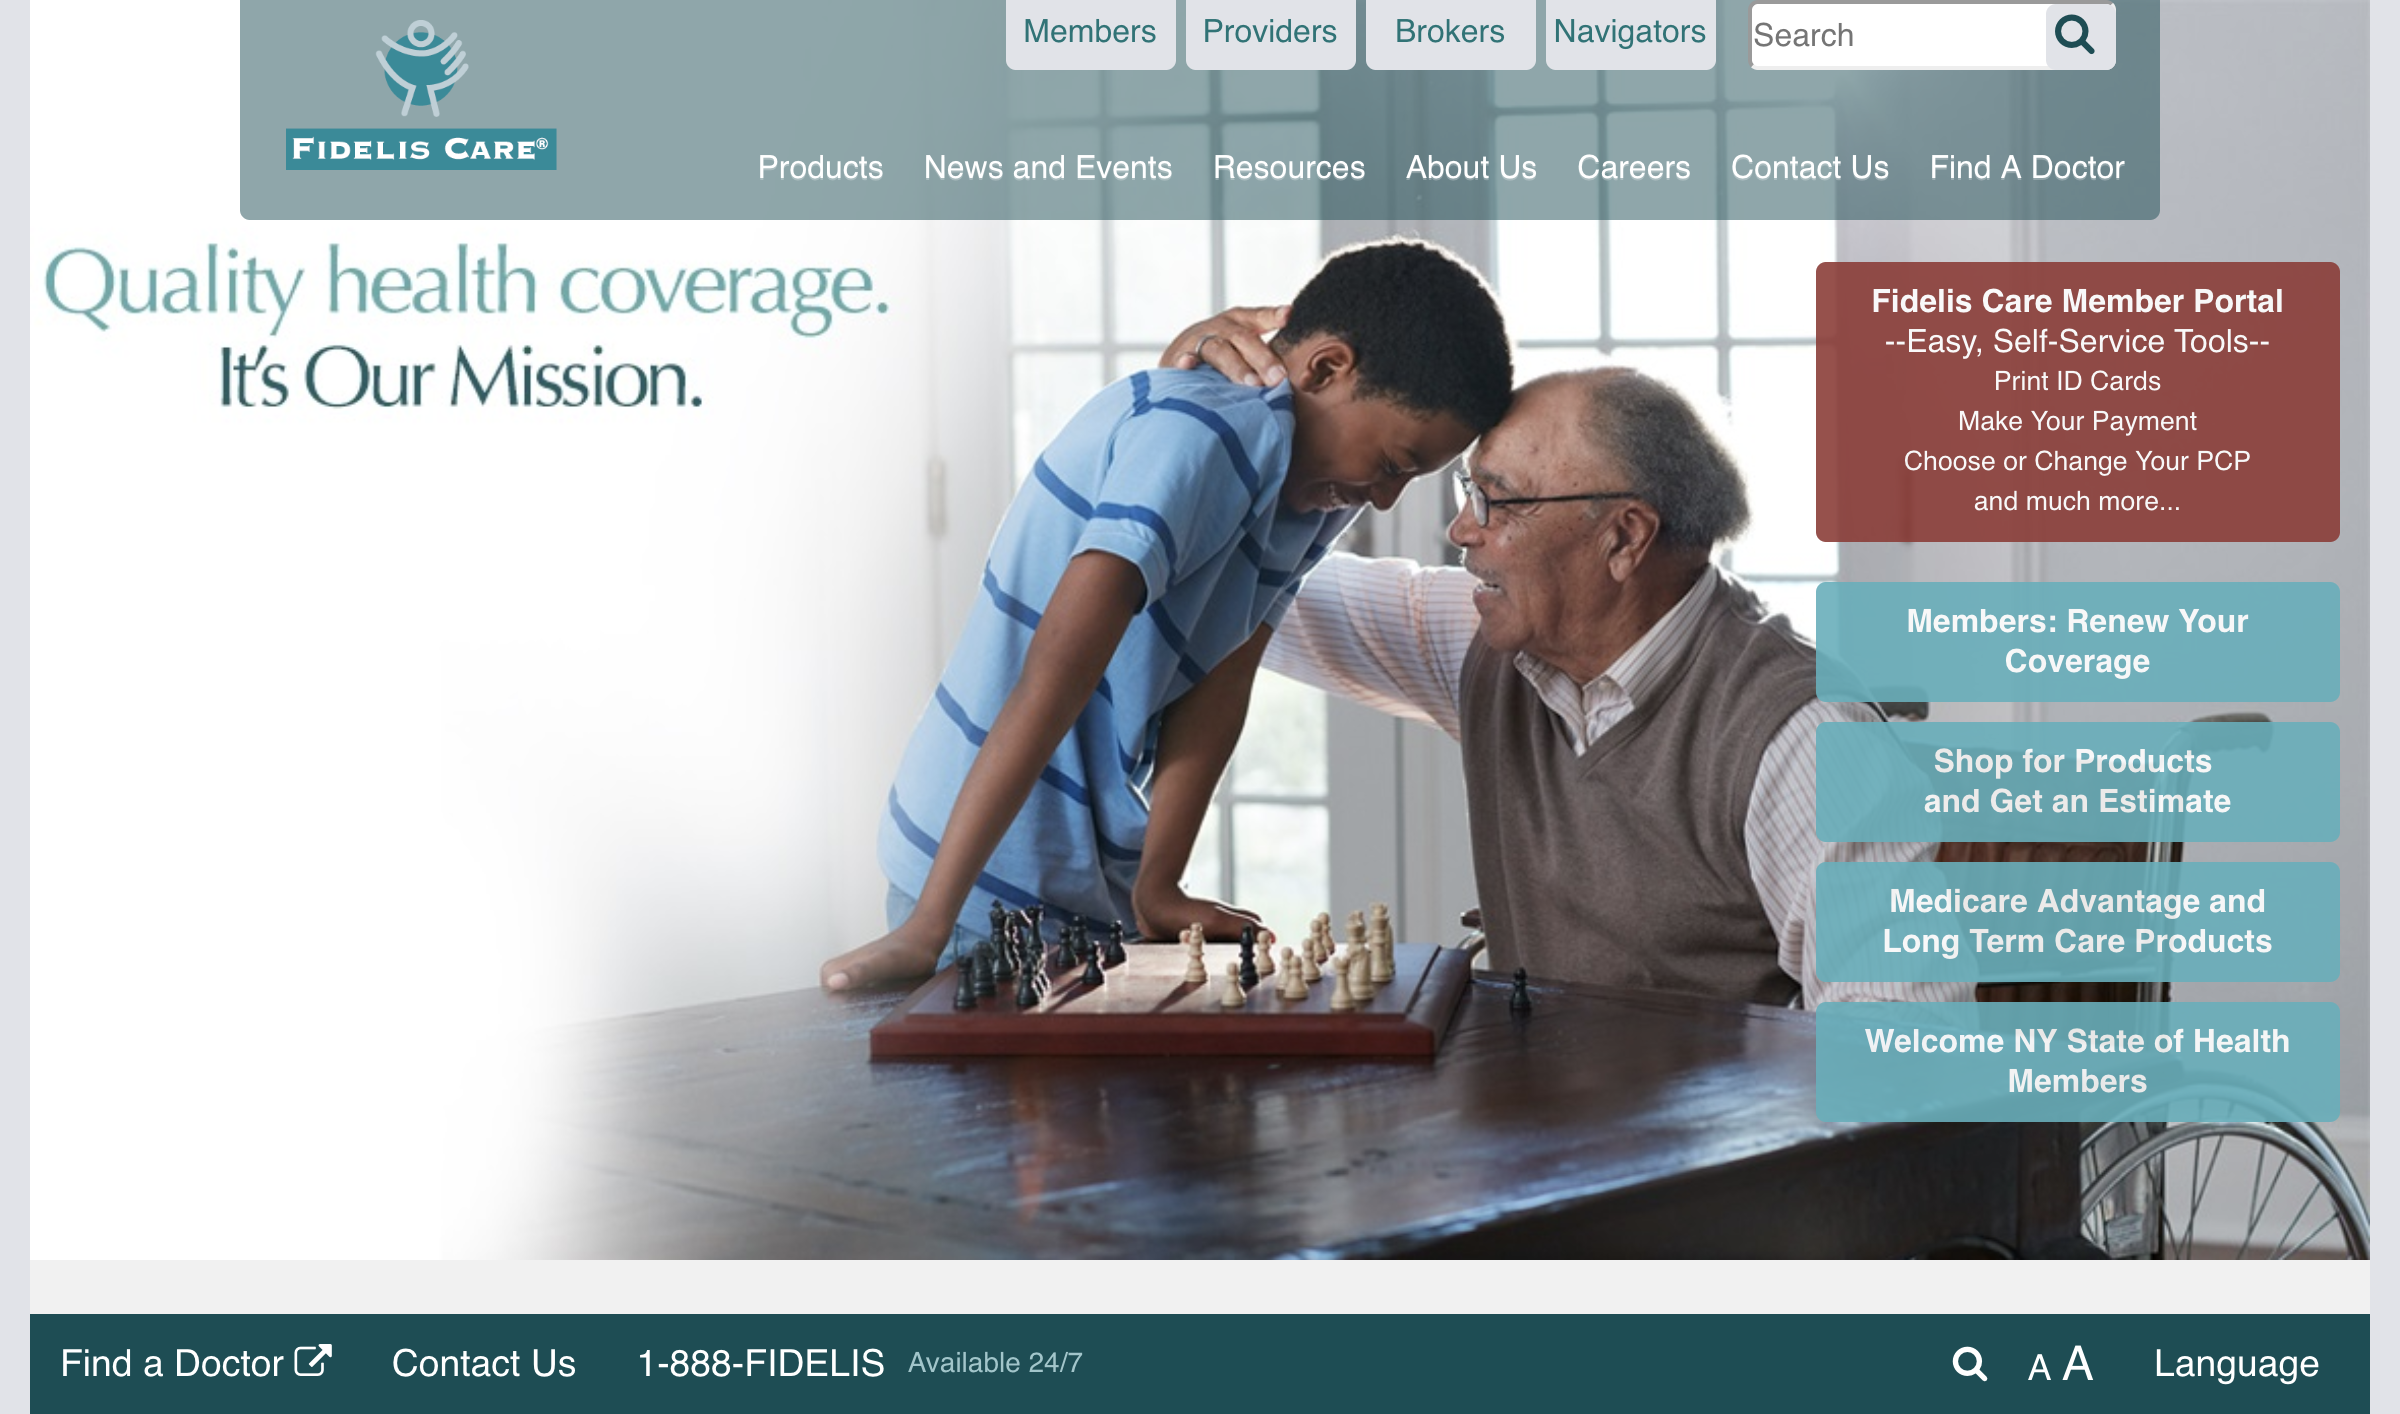 Members
Providers
Brokers
Navigators
Search
FIDELIS CARE®
Products
News and Events
Resources
About Us
Careers
Contact Us
Find A Doctor
Quality health coverage.
It's Our Mission.
Fidelis Care Member Portal
--Easy, Self-Service Tools--
Print ID Cards
Make Your Payment
Choose or Change Your PCP
and much more...
Members: Renew Your
Coverage
Shop for Products
and Get an Estimate
Medicare Advantage and
Long Term Care Products
Welcome NY State of Health
Members
Find a Doctor
Contact Us
1-888-FIDELIS
Available 24/7
A A
Language